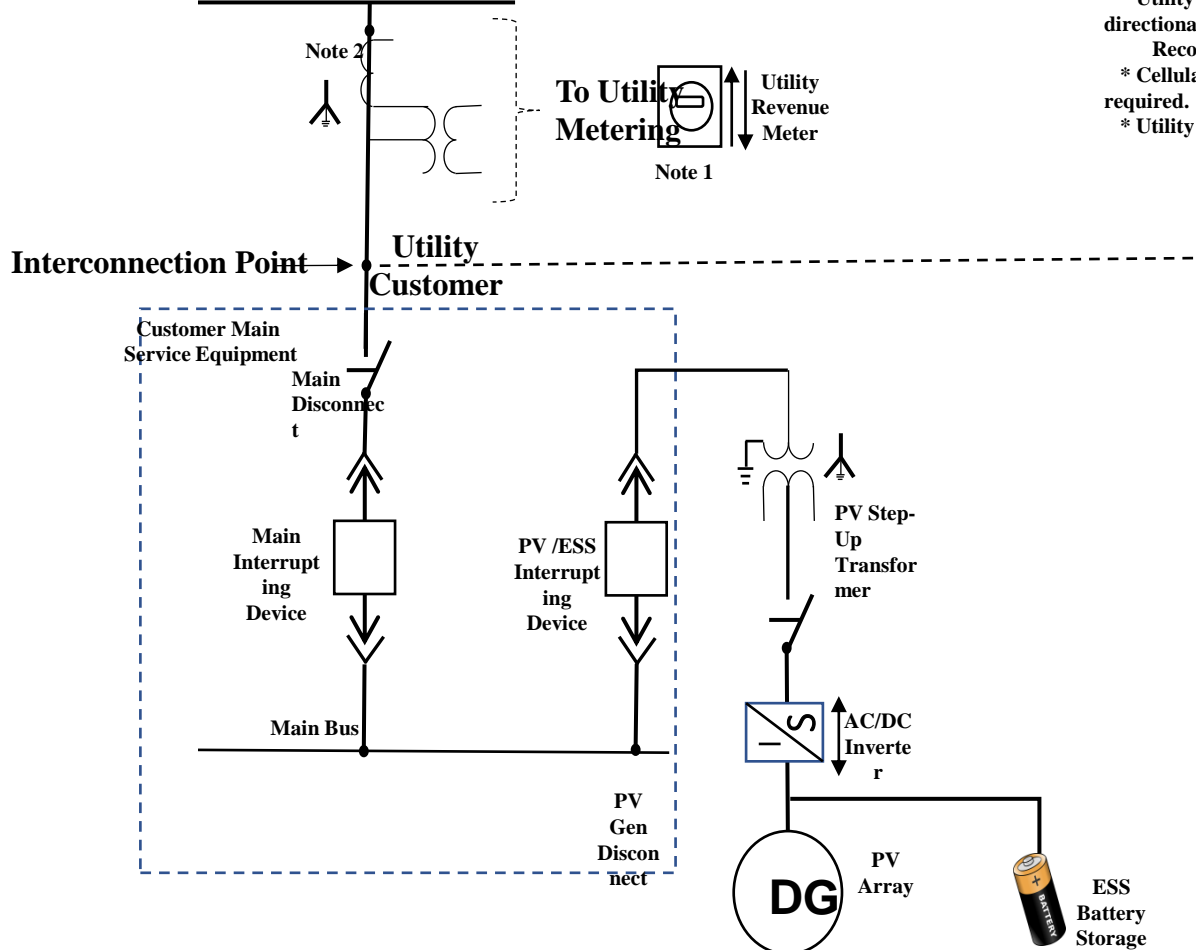 Utility
directiona
Reco
* Cellula
required.
* Utility
Note 2
To Utility
Metering
Utility
Revenue
Meter
Note 1
Interconnection Point
Utility
Customer
Customer Main
Service Equipment
Main
Disconnec
t
Main
Interrupt
ing
Device
PV /ESS
Interrupt
ing
Device
PV Step-
Up
Transfor
mer
Main Bus
AC/DC
Inverte
r
PV
Gen
Discon
nect
DG
PV
Array
+
BATTERY
ESS
Battery
Storage